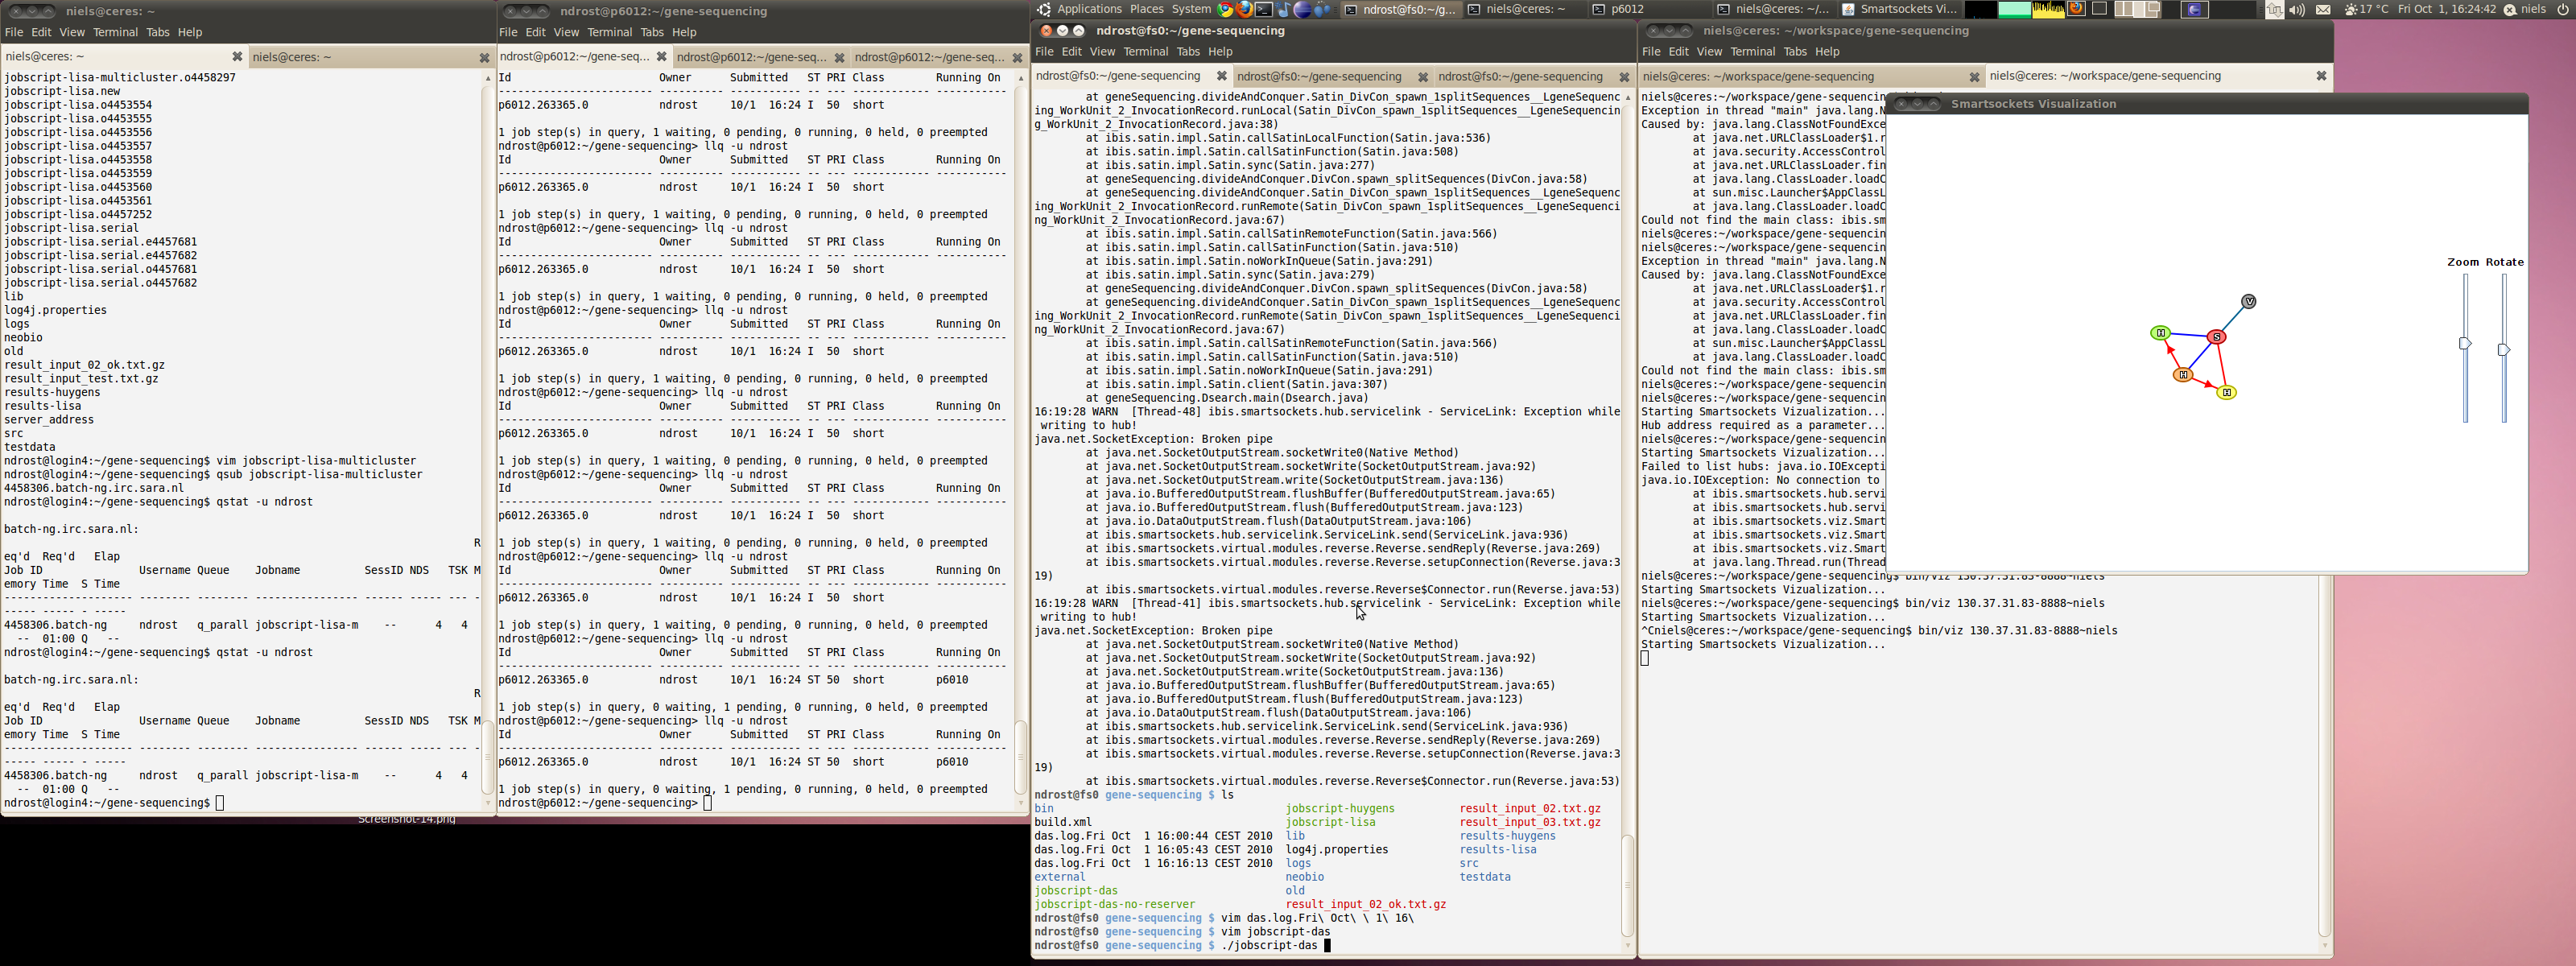 niels@ceres: ~
File Edit View Terminal Tabs Help
niels@ceres: ~
niels@ceres: ~
jobscript-lisa-multicluster.o4458297
jobscript-lisa.new
jobscript-lisa.o4453554
jobscript-lisa.o4453555
jobscript-lisa.o4453556
jobscript-lisa.o4453557
jobscript-lisa.o4453558
jobscript-lisa.o4453559
jobscript-lisa.o4453560
jobscript-lisa.o4453561
jobscript-lisa.o4457252
jobscript-lisa.serial
jobscript-lisa.serial.e4457681
jobscript-lisa.serial.e4457682
jobscript-lisa.serial.o4457681
jobscript-lisa.serial.o4457682
lib
log4j.properties
logs
neobio
old
result_input_02_ok.txt.gz
result_input_test.txt.gz
results-huygens
results-lisa
server_address
src
testdata
ndrost@login4:~/gene-sequencing$ vim jobscript-lisa-multicluster
ndrost@login4:~/gene-sequencing$ qsub jobscript-lisa-multicluster
4458306.batch-ng.irc.sara.nl
ndrost@login4:~/gene-sequencing$ qstat -u ndrost
batch-ng.irc.sara.nl:
R
eq'd Req'd Elap
Job ID Username Queue Jobname SessID NDS TSK M
emory Time S Time
-------------------- -------- -------- ---------------- ------ ----- --- -
----- ----- - -----
4458306.batch-ng ndrost q_parall jobscript-lisa-m -- 4 4
-- 01:00 Q --
ndrost@login4:~/gene-sequencing$ qstat -u ndrost
batch-ng.irc.sara.nl:
R
eq'd Req'd Elap
Job ID Username Queue Jobname SessID NDS TSK M
emory Time S Time
-------------------- -------- -------- ---------------- ------ ----- --- -
----- ----- - -----
4458306.batch-ng ndrost q_parall jobscript-lisa-m -- 4 4
-- 01:00 Q --
ndrost@login4:~/gene-sequencing$
Screenshot-14.png
ndrost@p6012:~/gene-sequencing
File Edit View Terminal Tabs Help
ndrost@p6012:~/gene-seq...
ndrost@p6012:~/gene-seq...
ndrost@p6012:~/gene-seq...
Id Owner Submitted ST PRI Class Running On
------------------------ ---------- ----------- -- --- ------------ -----------
p6012.263365.0 ndrost 10/1 16:24 I 50 short
1 job step(s) in query, 1 waiting, 0 pending, 0 running, 0 held, 0 preempted
ndrost@p6012:~/gene-sequencing> llq -u ndrost
Id Owner Submitted ST PRI Class Running On
------------------------ ---------- ----------- -- --- ------------ -----------
p6012.263365.0 ndrost 10/1 16:24 I 50 short
1 job step(s) in query, 1 waiting, 0 pending, 0 running, 0 held, 0 preempted
ndrost@p6012:~/gene-sequencing> llq -u ndrost
Id Owner Submitted ST PRI Class Running On
------------------------ ---------- ----------- -- --- ------------ -----------
p6012.263365.0 ndrost 10/1 16:24 I 50 short
1 job step(s) in query, 1 waiting, 0 pending, 0 running, 0 held, 0 preempted
ndrost@p6012:~/gene-sequencing> llq -u ndrost
Id Owner Submitted ST PRI Class Running On
------------------------ ---------- ----------- -- --- ------------ -----------
p6012.263365.0 ndrost 10/1 16:24 I 50 short
1 job step(s) in query, 1 waiting, 0 pending, 0 running, 0 held, 0 preempted
ndrost@p6012:~/gene-sequencing> llq -u ndrost
Id Owner Submitted ST PRI Class Running On
------------------------ ---------- ----------- -- --- ------------ -----------
p6012.263365.0 ndrost 10/1 16:24 I 50 short
1 job step(s) in query, 1 waiting, 0 pending, 0 running, 0 held, 0 preempted
ndrost@p6012:~/gene-sequencing> llq -u ndrost
Id Owner Submitted ST PRI Class Running On
------------------------ ---------- ----------- -- --- ------------ -----------
p6012.263365.0 ndrost 10/1 16:24 I 50 short
1 job step(s) in query, 1 waiting, 0 pending, 0 running, 0 held, 0 preempted
ndrost@p6012:~/gene-sequencing> llq -u ndrost
Id Owner Submitted ST PRI Class Running On
------------------------ ---------- ----------- -- --- ------------ -----------
p6012.263365.0 ndrost 10/1 16:24 I 50 short
1 job step(s) in query, 1 waiting, 0 pending, 0 running, 0 held, 0 preempted
ndrost@p6012:~/gene-sequencing> llq -u ndrost
Id Owner Submitted ST PRI Class Running On
------------------------ ---------- ----------- -- --- ------------ -----------
p6012.263365.0 ndrost 10/1 16:24 ST 50 short p6010
1 job step(s) in query, 0 waiting, 1 pending, 0 running, 0 held, 0 preempted
ndrost@p6012:~/gene-sequencing> llq -u ndrost
Id Owner Submitted ST PRI Class Running On
------------------------ ---------- ----------- -- --- ------------ -----------
p6012.263365.0 ndrost 10/1 16:24 ST 50 short p6010
1 job step(s) in query, 0 waiting, 1 pending, 0 running, 0 held, 0 preempted
ndrost@p6012:~/gene-sequencing>
Applications Places System
ndrost@fs0:~/g... niels@ceres: ~ p6012 niels@ceres: ~/... Smartsockets Vi...
17 °C Fri Oct 1, 16:24:42 niels
ndrost@fs0:~/gene-sequencing
File Edit View Terminal Tabs Help
ndrost@fs0:~/gene-sequencing
ndrost@fs0:~/gene-sequencing
ndrost@fs0:~/gene-sequencing
at geneSequencing.divideAndConquer.Satin_DivCon_spawn_1splitSequences__LgeneSequenc
ing_WorkUnit_2_InvocationRecord.runLocal(Satin_DivCon_spawn_1splitSequences__LgeneSequencin
g_WorkUnit_2_InvocationRecord.java:38)
at ibis.satin.impl.Satin.callSatinLocalFunction(Satin.java:536)
at ibis.satin.impl.Satin.callSatinFunction(Satin.java:508)
at ibis.satin.impl.Satin.sync(Satin.java:277)
at geneSequencing.divideAndConquer.DivCon.splitSequences(DivCon.java:58)
at geneSequencing.divideAndConquer.Satin_DivCon_spawn_1splitSequences__LgeneSequenc
ing_WorkUnit_2_InvocationRecord.runRemote(Satin_DivCon_spawn_1splitSequences__LgeneSequenci
ng_WorkUnit_2_InvocationRecord.java:67)
at ibis.satin.impl.Satin.callSatinRemoteFunction(Satin.java:566)
at ibis.satin.impl.Satin.callSatinFunction(Satin.java:510)
at ibis.satin.impl.Satin.noWorkInQueue(Satin.java:291)
at ibis.satin.impl.Satin.sync(Satin.java:279)
at geneSequencing.divideAndConquer.DivCon.splitSequences(DivCon.java:58)
at geneSequencing.divideAndConquer.Satin_DivCon_spawn_1splitSequences__LgeneSequenc
ing_WorkUnit_2_InvocationRecord.runRemote(Satin_DivCon_spawn_1splitSequences__LgeneSequenci
ng_WorkUnit_2_InvocationRecord.java:67)
at ibis.satin.impl.Satin.callSatinRemoteFunction(Satin.java:566)
at ibis.satin.impl.Satin.callSatinFunction(Satin.java:510)
at ibis.satin.impl.Satin.noWorkInQueue(Satin.java:291)
at ibis.satin.impl.Satin.client(Satin.java:307)
at geneSequencing.Dsearch.main(Dsearch.java)
16:19:28 WARN [Thread-48] ibis.smartsockets.hub.servicelink - ServiceLink: Exception while
writing to hub!
java.net.SocketException: Broken pipe
at java.net.SocketOutputStream.socketWrite0(Native Method)
at java.net.SocketOutputStream.socketWrite(SocketOutputStream.java:92)
at java.net.SocketOutputStream.write(SocketOutputStream.java:136)
at java.io.BufferedOutputStream.flushBuffer(BufferedOutputStream.java:65)
at java.io.BufferedOutputStream.flush(BufferedOutputStream.java:123)
at java.io.DataOutputStream.flush(DataOutputStream.java:106)
at ibis.smartsockets.hub.servicelink.ServiceLink.send(ServiceLink.java:936)
at ibis.smartsockets.virtual.modules.reverse.Reverse.sendReply(Reverse.java:269)
at ibis.smartsockets.virtual.modules.reverse.Reverse.setupConnection(Reverse.java:3
19)
at ibis.smartsockets.virtual.modules.reverse.Reverse$Connector.run(Reverse.java:53)
16:19:28 WARN [Thread-41] ibis.smartsockets.hub.servicelink - ServiceLink: Exception while
writing to hub!
java.net.SocketException: Broken pipe
at java.net.SocketOutputStream.socketWrite0(Native Method)
at java.net.SocketOutputStream.socketWrite(SocketOutputStream.java:92)
at java.net.SocketOutputStream.write(SocketOutputStream.java:136)
at java.io.BufferedOutputStream.flushBuffer(BufferedOutputStream.java:65)
at java.io.BufferedOutputStream.flush(BufferedOutputStream.java:123)
at java.io.DataOutputStream.flush(DataOutputStream.java:106)
at ibis.smartsockets.hub.servicelink.ServiceLink.send(ServiceLink.java:936)
at ibis.smartsockets.virtual.modules.reverse.Reverse.sendReply(Reverse.java:269)
at ibis.smartsockets.virtual.modules.reverse.Reverse.setupConnection(Reverse.java:3
19)
at ibis.smartsockets.virtual.modules.reverse.Reverse$Connector.run(Reverse.java:53)
ndrost@fs0 gene-sequencing $ ls
bin jobscript-huygens result_input_02.txt.gz
build.xml jobscript-lisa result_input_03.txt.gz
das.log.Fri Oct 1 16:00:44 CEST 2010 lib results-huygens
das.log.Fri Oct 1 16:05:43 CEST 2010 log4j.properties results-lisa
das.log.Fri Oct 1 16:16:13 CEST 2010 logs src
external neobio testdata
jobscript-das old
jobscript-das-no-reserver result_input_02_ok.txt.gz
ndrost@fs0 gene-sequencing $ vim das.log.Fri\ Oct\ \ 1\ 16\
ndrost@fs0 gene-sequencing $ vim jobscript-das
ndrost@fs0 gene-sequencing $ ./jobscript-das
niels@ceres: ~/workspace/gene-sequencing
File Edit View Terminal Tabs Help
niels@ceres: ~/workspace/gene-sequencing
niels@ceres: ~/workspace/gene-sequencing
niels@ceres:~/workspace/gene-sequencin
Exception in thread "main" java.lang.N
Caused by: java.lang.ClassNotFoundExce
at java.net.URLClassLoader$1.r
at java.security.AccessControl
at java.net.URLClassLoader.fin
at java.lang.ClassLoader.loadC
at sun.misc.Launcher$AppClassL
at java.lang.ClassLoader.loadC
Could not find the main class: ibis.sm
niels@ceres:~/workspace/gene-sequencin
niels@ceres:~/workspace/gene-sequencin
Exception in thread "main" java.lang.N
Caused by: java.lang.ClassNotFoundExce
at java.net.URLClassLoader$1.r
at java.security.AccessControl
at java.net.URLClassLoader.fin
at java.lang.ClassLoader.loadC
at sun.misc.Launcher$AppClassL
at java.lang.ClassLoader.loadC
Could not find the main class: ibis.sm
niels@ceres:~/workspace/gene-sequencin
niels@ceres:~/workspace/gene-sequencin
Starting Smartsockets Vizualization...
Hub address required as a parameter...
niels@ceres:~/workspace/gene-sequencin
Starting Smartsockets Vizualization...
Failed to list hubs: java.io.IOExcepti
java.io.IOException: No connection to
at ibis.smartsockets.hub.servi
at ibis.smartsockets.hub.servi
at ibis.smartsockets.viz.Smart
at ibis.smartsockets.viz.Smart
at ibis.smartsockets.viz.Smart
at java.lang.Thread.run(Thread
niels@ceres:~/workspace/gene-sequencing$ bin/viz 130.37.31.83-8888~niels
Starting Smartsockets Vizualization...
niels@ceres:~/workspace/gene-sequencing$ bin/viz 130.37.31.83-8888~niels
Starting Smartsockets Vizualization...
^Cniels@ceres:~/workspace/gene-sequencing$ bin/viz 130.37.31.83-8888~niels
Starting Smartsockets Vizualization...
Smartsockets Visualization
Zoom Rotate
V
S
H